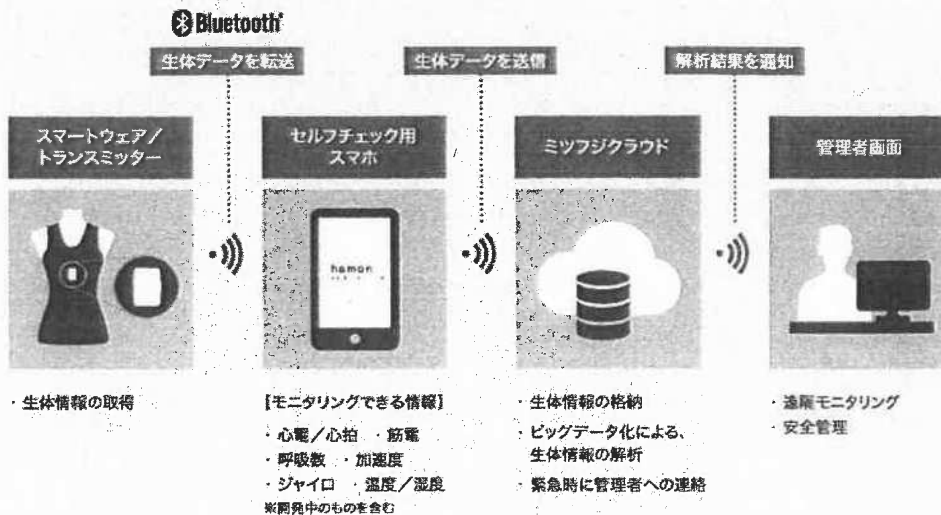 Bluetooth®
生体データを転送
生体データを送信
解析結果を通知
スマートウェア／
トランスミッター
セルフチェック用
スマホ
ミツフジクラウド
管理者画面
hamon
・生体情報の取得
【モニタリングできる情報】
・心電／心拍 ・筋電
・呼吸数 ・加速度
・ジャイロ ・温度／湿度
※開発中のものを含む
・生体情報の格納
・ビッグデータ化による、
生体情報の解析
・緊急時に管理者への連絡
・遠隔モニタリング
・安全管理